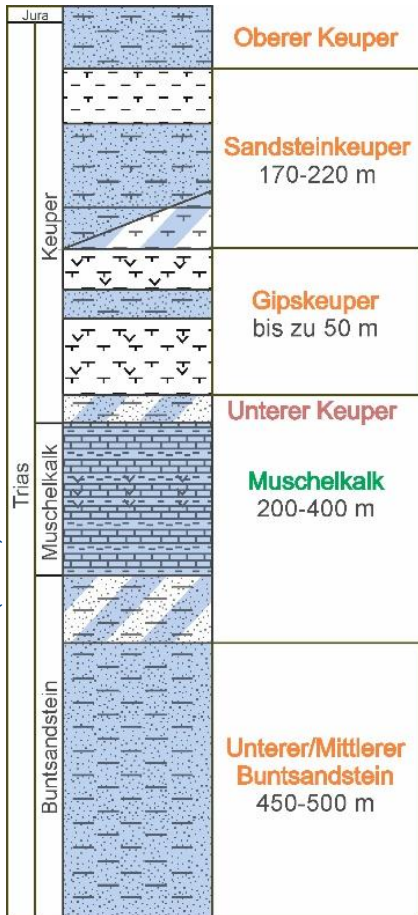 Jura
Oberer Keuper
Sandsteinkeuper
170-220 m
Keuper
Gipskeuper
bis zu 50 m
Unterer Keuper
Trias
Muschelkalk
Muschelkalk
200-400 m
Buntsandstein
Unterer/Mittlerer
Buntsandstein
450-500 m